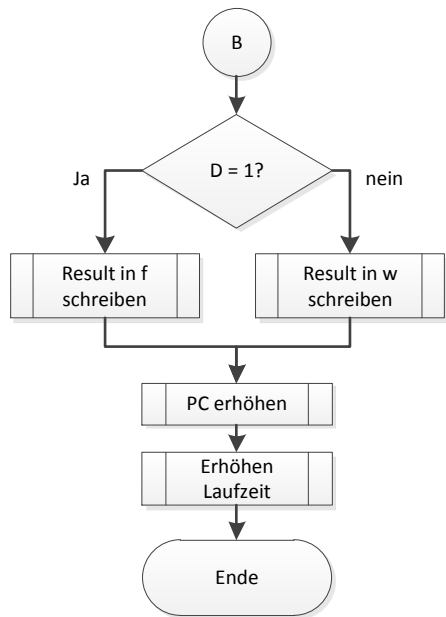 B
D = 1?
Ja
nein
Result in f
schreiben
Result in w
schreiben
PC erhöhen
Erhöhen
Laufzeit
Ende